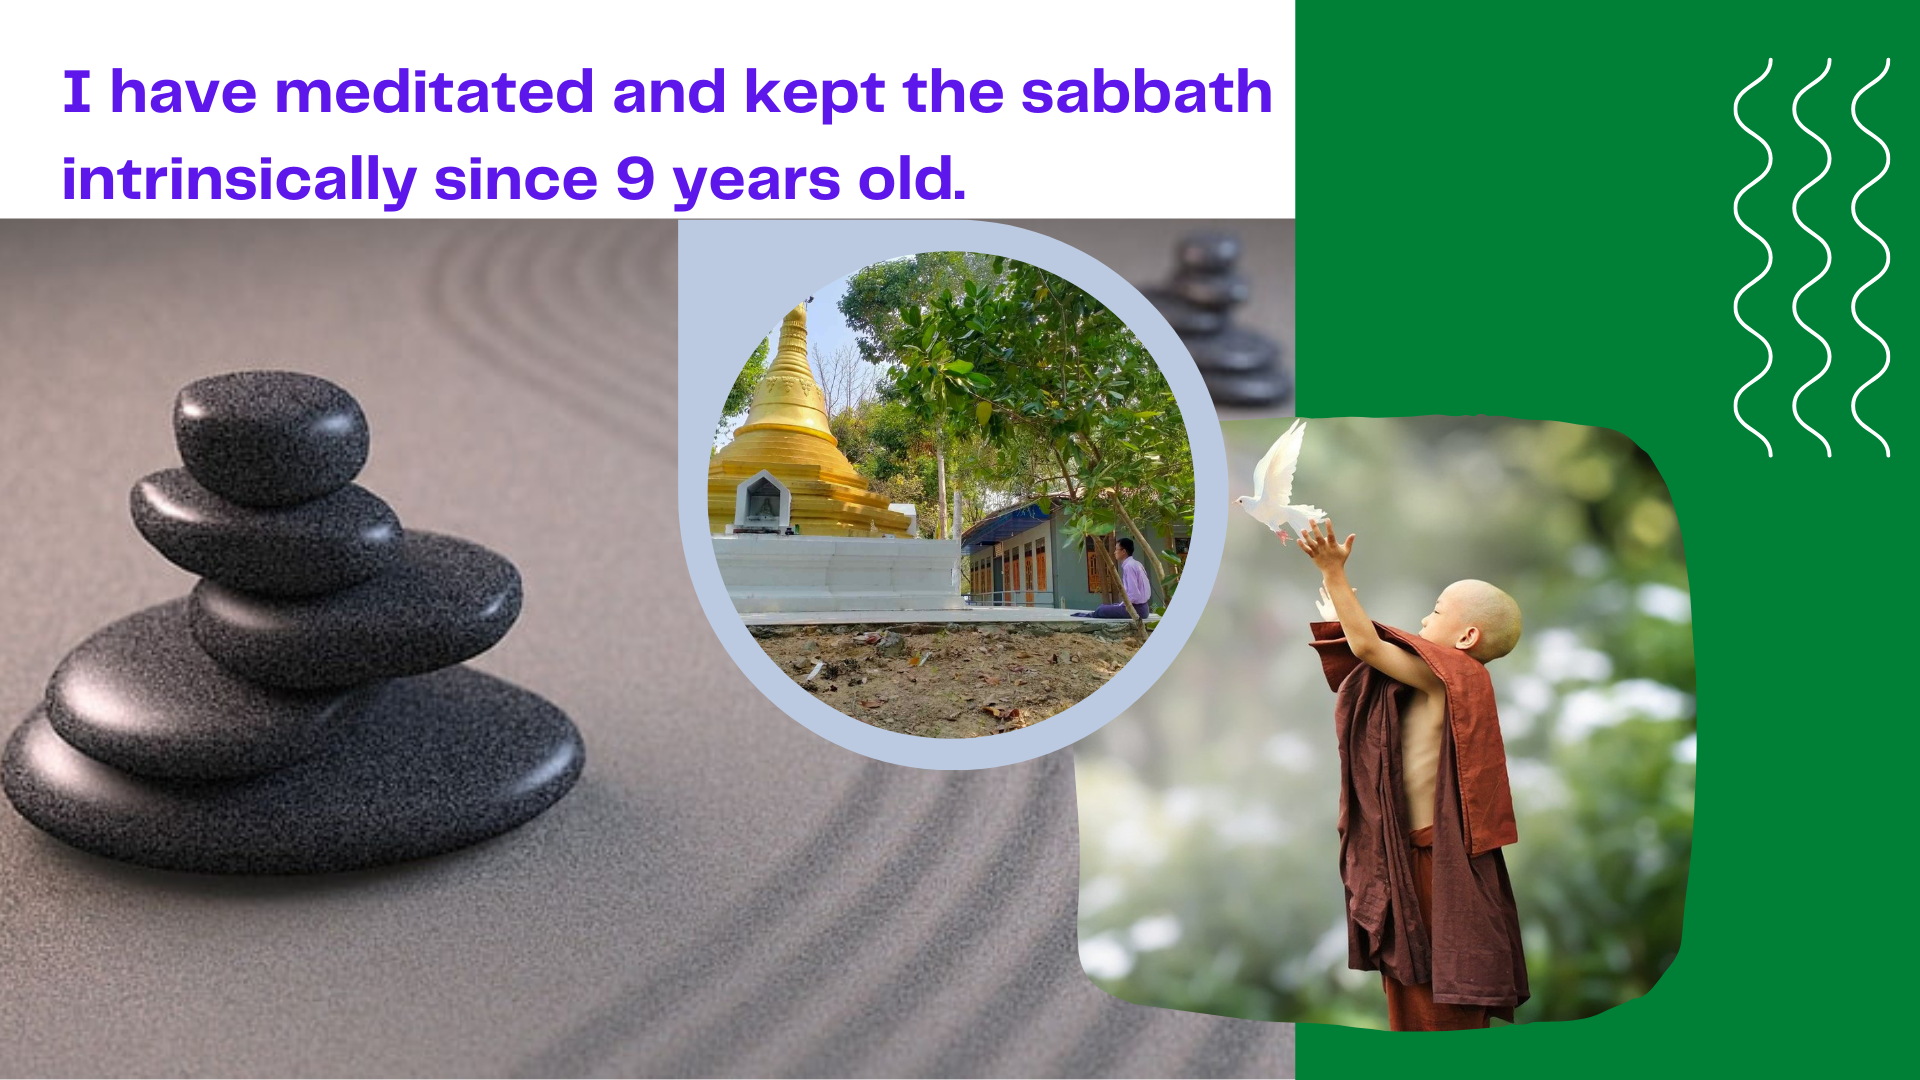 I have meditated and kept the sabbath
intrinsically since 9 years old.